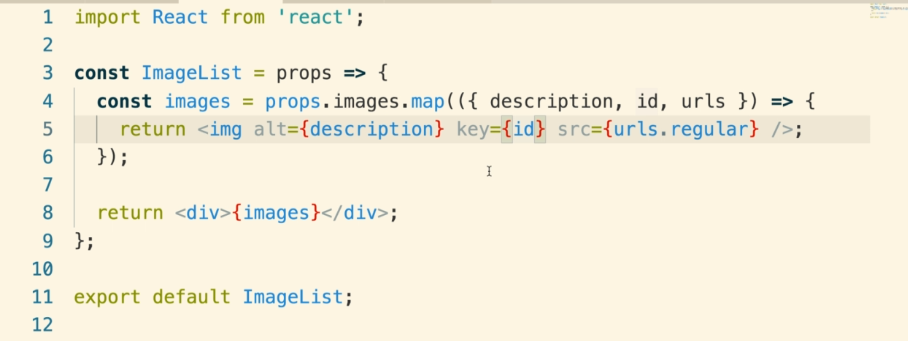 1 import React from 'react';
2
3 const ImageList = props => {
4   const images = props.images.map(({ description, id, urls }) => {
5     return <img alt={description} key={id} src={urls.regular} />;
6   });
7
8   return <div>{images}</div>;
9 };
10
11 export default ImageList;
12